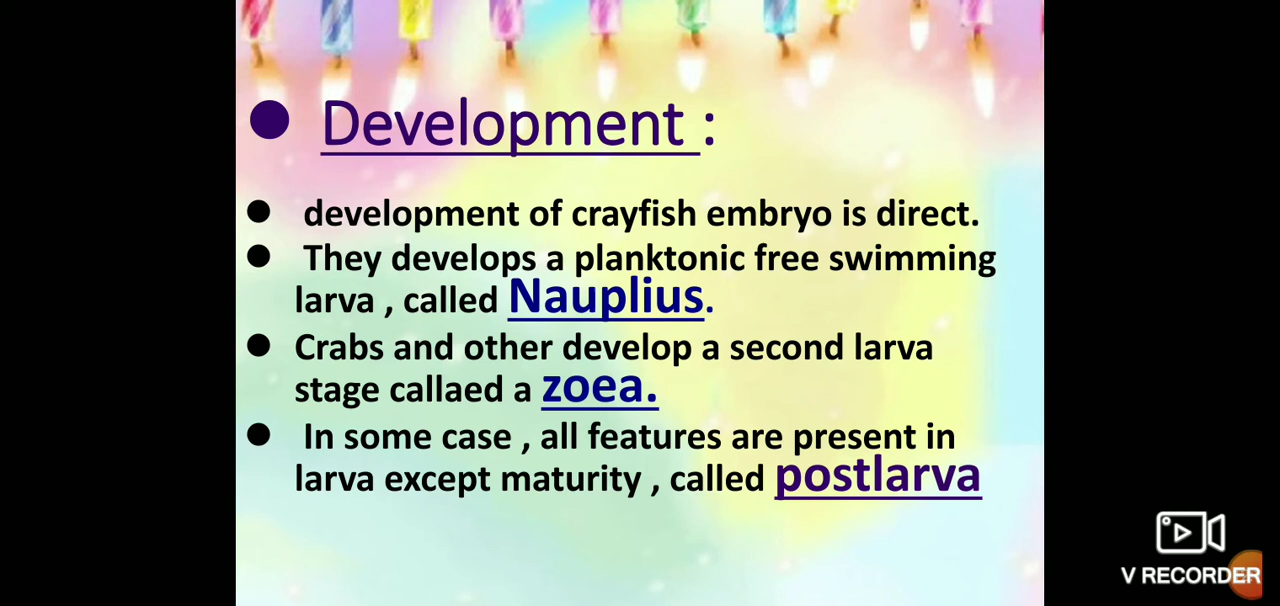 ● Development :
● development of crayfish embryo is direct.
● They develops a planktonic free swimming
larva , called Nauplius.
● Crabs and other develop a second larva
stage callaed a zoea.
● In some case , all features are present in
larva except maturity , called postlarva
V RECORDER